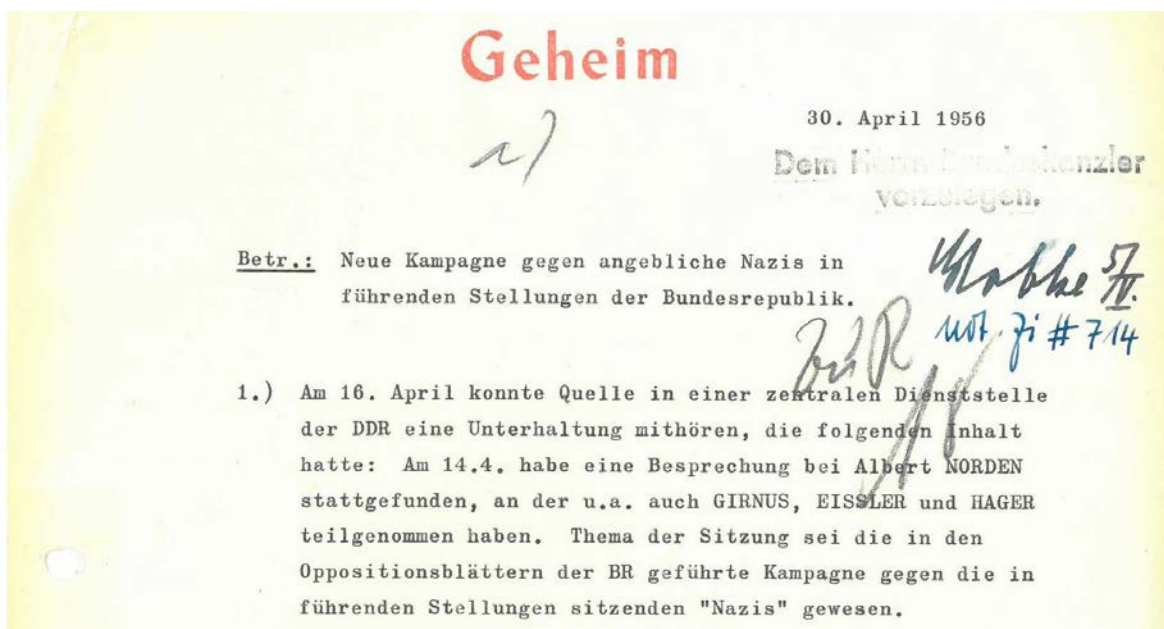 Geheim
30. April 1956
Dem Herrn Bundeskanzler
vorzulegen.
Betr.: Neue Kampagne gegen angebliche Nazis in
führenden Stellungen der Bundesrepublik.
not. Zi # 714
1.) Am 16. April konnte Quelle in einer zentralen Dienststelle
der DDR eine Unterhaltung mithören, die folgenden Inhalt
hatte: Am 14.4. habe eine Besprechung bei Albert NORDEN
stattgefunden, an der u.a. auch GIRNUS, EISSLER und HAGER
teilgenommen haben. Thema der Sitzung sei die in den
Oppositionsblättern der BR geführte Kampagne gegen die in
führenden Stellungen sitzenden "Nazis" gewesen.